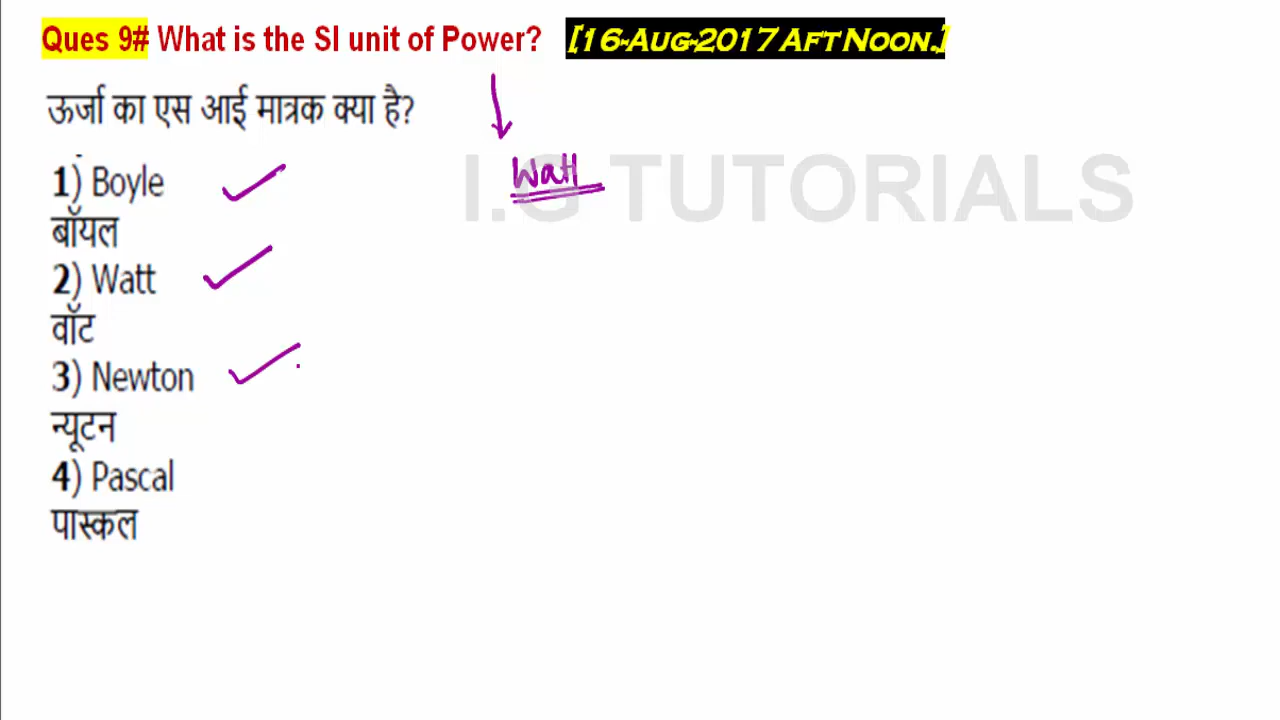 Ques 9# What is the SI unit of Power? [16-Aug-2017 Aft Noon.]
ऊर्जा का एस आई मात्रक क्या है?
Watt
I.G TUTORIALS
1) Boyle
बॉयल
2) Watt
वॉट
3) Newton
न्यूटन
4) Pascal
पास्कल